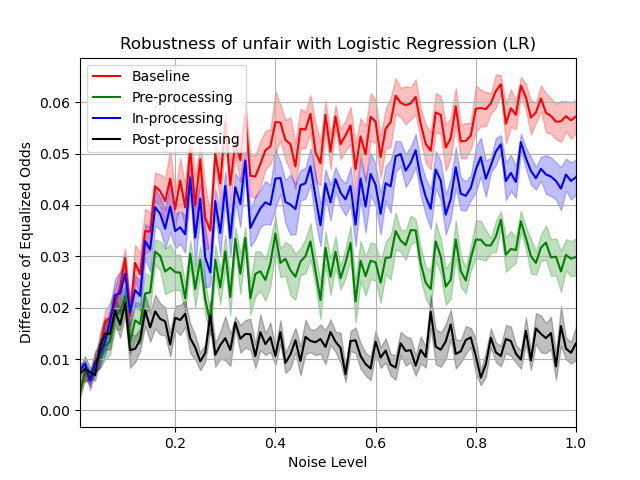 Robustness of unfair with Logistic Regression (LR)
Baseline
Pre-processing
In-processing
Post-processing
0.06
0.05
0.04
0.03
0.02
0.01
0.00
Difference of Equalized Odds
0.2 0.4 0.6 0.8 1.0
Noise Level